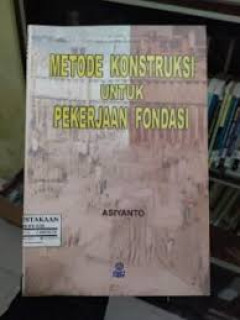 METODE KONSTRUKSI
UNTUK
PEKERJAAN FONDASI
ASIYANTO